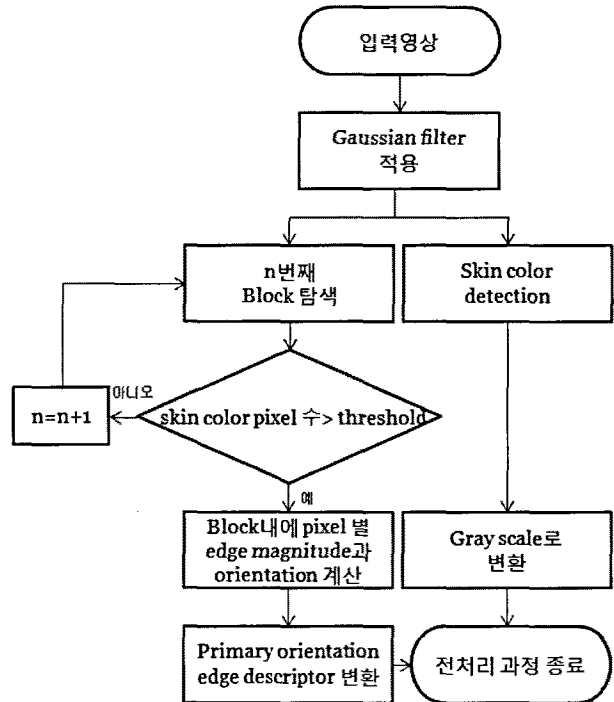 입력영상
Gaussian filter
적용
n번째
Block 탐색
Skin color
detection
아니오
n=n+1
skin color pixel 수> threshold
예
Block내에 pixel 별
edge magnitude과
orientation 계산
Gray scale로
변환
Primary orientation
edge descriptor 변환
전처리 과정 종료